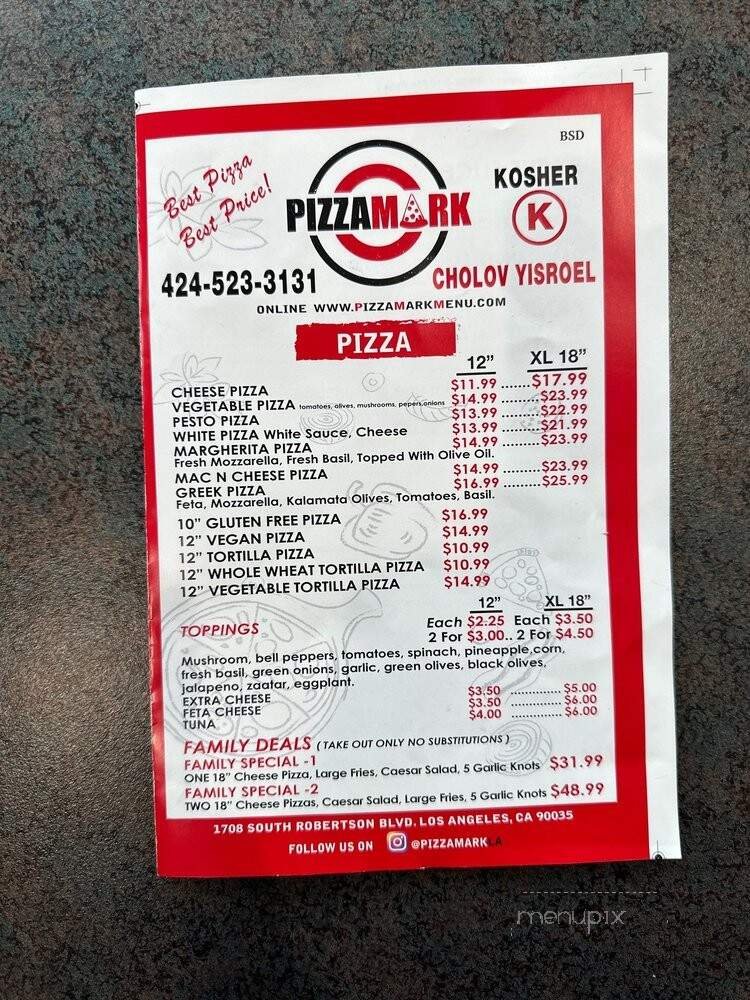 BSD
Best Pizza
Best Price!
PIZZAMARK
KOSHER
K
424-523-3131
CHOLOV YISROEL
ONLINE WWW.PIZZAMARKMENU.COM
PIZZA
12” XL 18”
CHEESE PIZZA $11.99 .......$17.99
VEGETABLE PIZZA tomatoes, olives, mushrooms, pepers,onions $14.99 .........$23.99
PESTO PIZZA $13.99 .........$22.99
WHITE PIZZA White Sauce, Cheese $13.99 .........$21.99
MARGHERITA PIZZA $14.99 .........$23.99
Fresh Mozzarella, Fresh Basil, Topped With Olive Oil.
MAC N CHEESE PIZZA $14.99 .........$23.99
GREEK PIZZA $16.99 .........$25.99
Feta, Mozzarella, Kalamata Olives, Tomatoes, Basil.
10” GLUTEN FREE PIZZA $16.99
12” VEGAN PIZZA $14.99
12” TORTILLA PIZZA $10.99
12” WHOLE WHEAT TORTILLA PIZZA $10.99
12” VEGETABLE TORTILLA PIZZA $14.99
12” XL 18”
TOPPINGS Each $2.25 Each $3.50
2 For $3.00.. 2 For $4.50
Mushroom, bell peppers, tomatoes, spinach, pineapple,corn,
fresh basil, green onions, garlic, green olives, black olives,
jalapeno, zaatar, eggplant.
EXTRA CHEESE $3.50 .............. $5.00
FETA CHEESE $3.50 .............. $6.00
TUNA $4.00 .............. $6.00
FAMILY DEALS ( TAKE OUT ONLY NO SUBSTITUTIONS )
FAMILY SPECIAL -1
ONE 18” Cheese Pizza, Large Fries, Caesar Salad, 5 Garlic Knots $31.99
FAMILY SPECIAL -2
TWO 18” Cheese Pizzas, Caesar Salad, Large Fries, 5 Garlic Knots $48.99
1708 SOUTH ROBERTSON BLVD. LOS ANGELES, CA 90035
FOLLOW US ON @PIZZAMARKLA
menupix